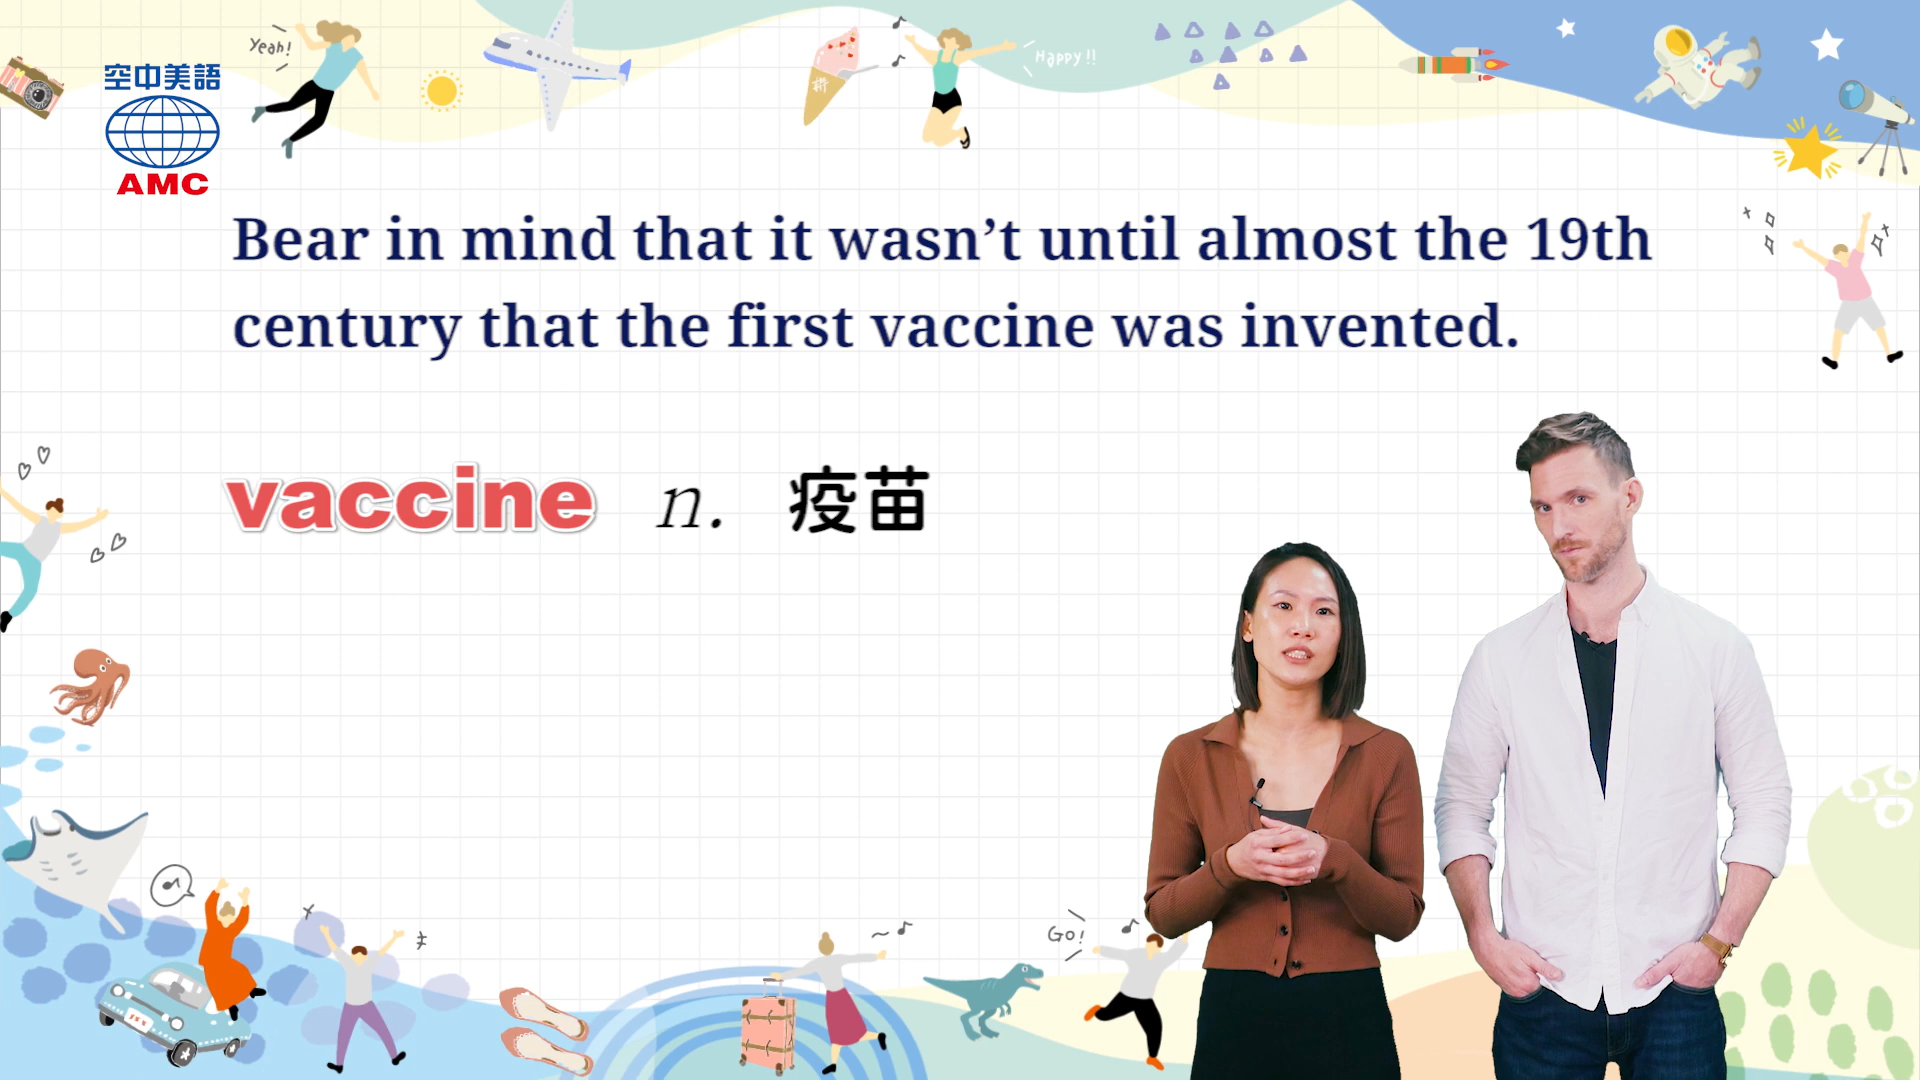 Yeah!
Happy!!
空中美語
AMC
Bear in mind that it wasn’t until almost the 19th
century that the first vaccine was invented.
vaccine n. 疫苗
Go!